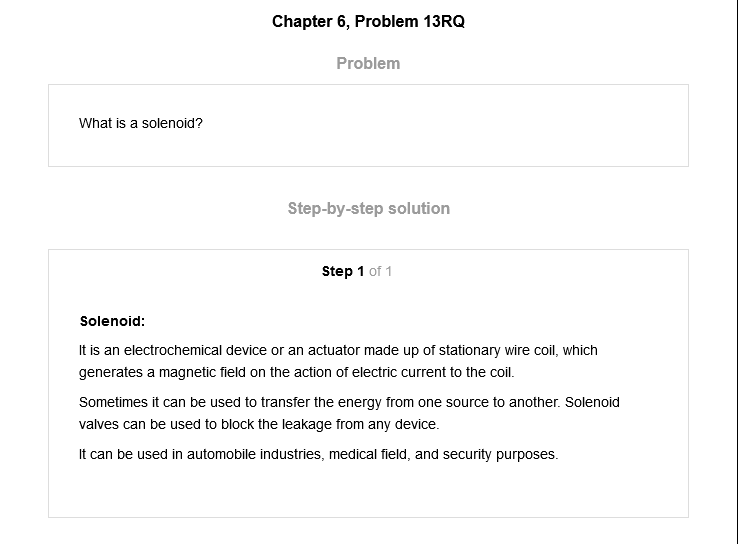 Chapter 6, Problem 13RQ
Problem
What is a solenoid?
Step-by-step solution
Step 1 of 1
Solenoid:
It is an electrochemical device or an actuator made up of stationary wire coil, which
generates a magnetic field on the action of electric current to the coil.
Sometimes it can be used to transfer the energy from one source to another. Solenoid
valves can be used to block the leakage from any device.
It can be used in automobile industries, medical field, and security purposes.